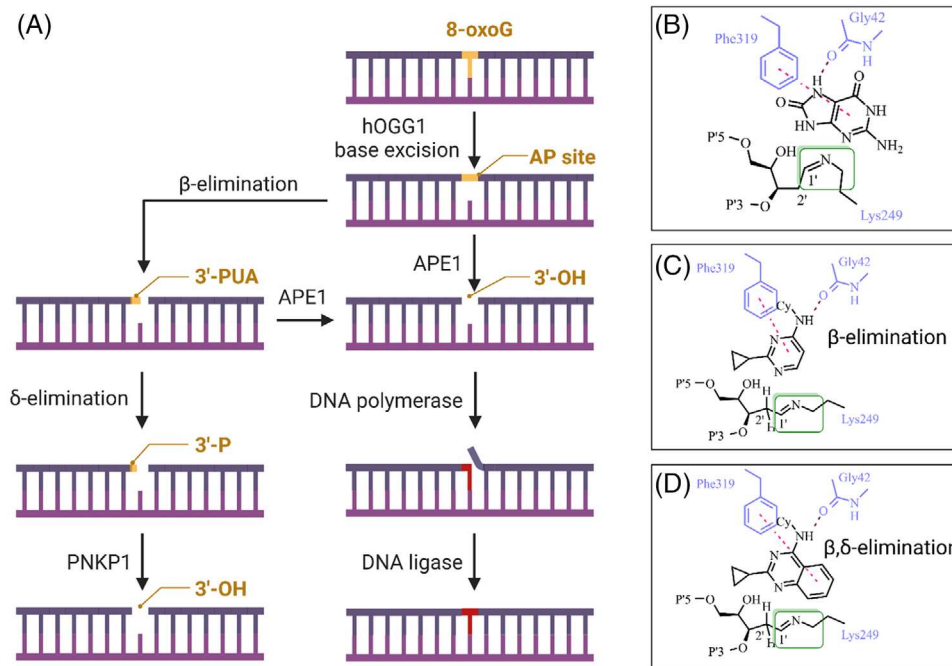 (A)
8-oxoG
hOGG1
base excision
AP site
β-elimination
3'-PUA
APE1
APE1
3'-OH
δ-elimination
DNA polymerase
3'-P
PNKP1
DNA ligase
3'-OH
(B)
Phe319
Gly42
O
N
H
H
N
O
O
NH
N
H
N
NH₂
P'5
O
OH
N
1'
2'
P'3
O
Lys249
(C)
Phe319
Gly42
Cy
NH
O
N
H
β-elimination
N
N
P'5
O
OH
H
N
2'
H
1'
P'3
O
Lys249
(D)
Phe319
Gly42
Cy
NH
O
N
H
β,δ-elimination
N
N
P'5
O
OH
H
N
2'
H
1'
P'3
O
Lys249